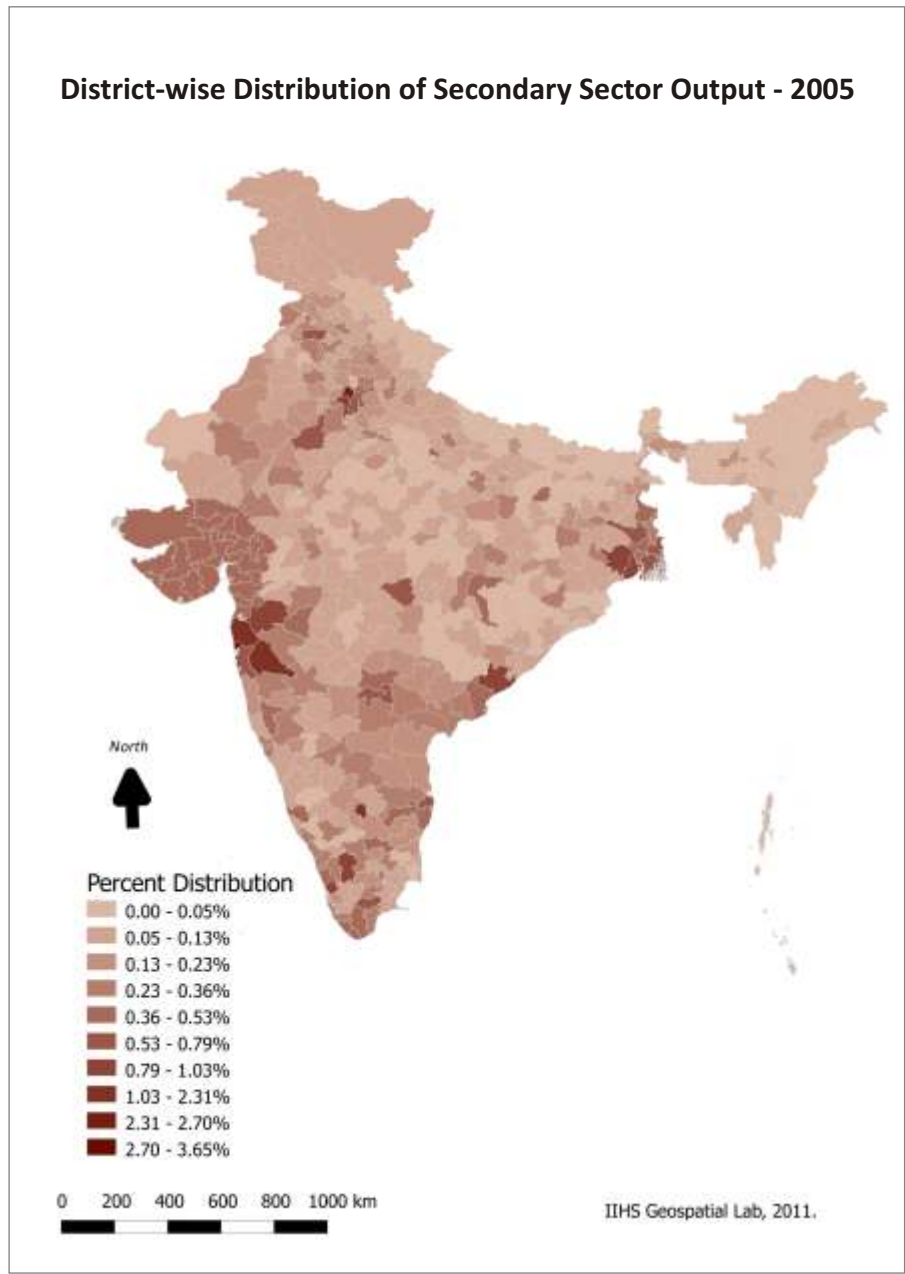 District-wise Distribution of Secondary Sector Output - 2005
North
Percent Distribution
0.00 - 0.05%
0.05 - 0.13%
0.13 - 0.23%
0.23 - 0.36%
0.36 - 0.53%
0.53 - 0.79%
0.79 - 1.03%
1.03 - 2.31%
2.31 - 2.70%
2.70 - 3.65%
0 200 400 600 800 1000 km
IIHS Geospatial Lab, 2011.